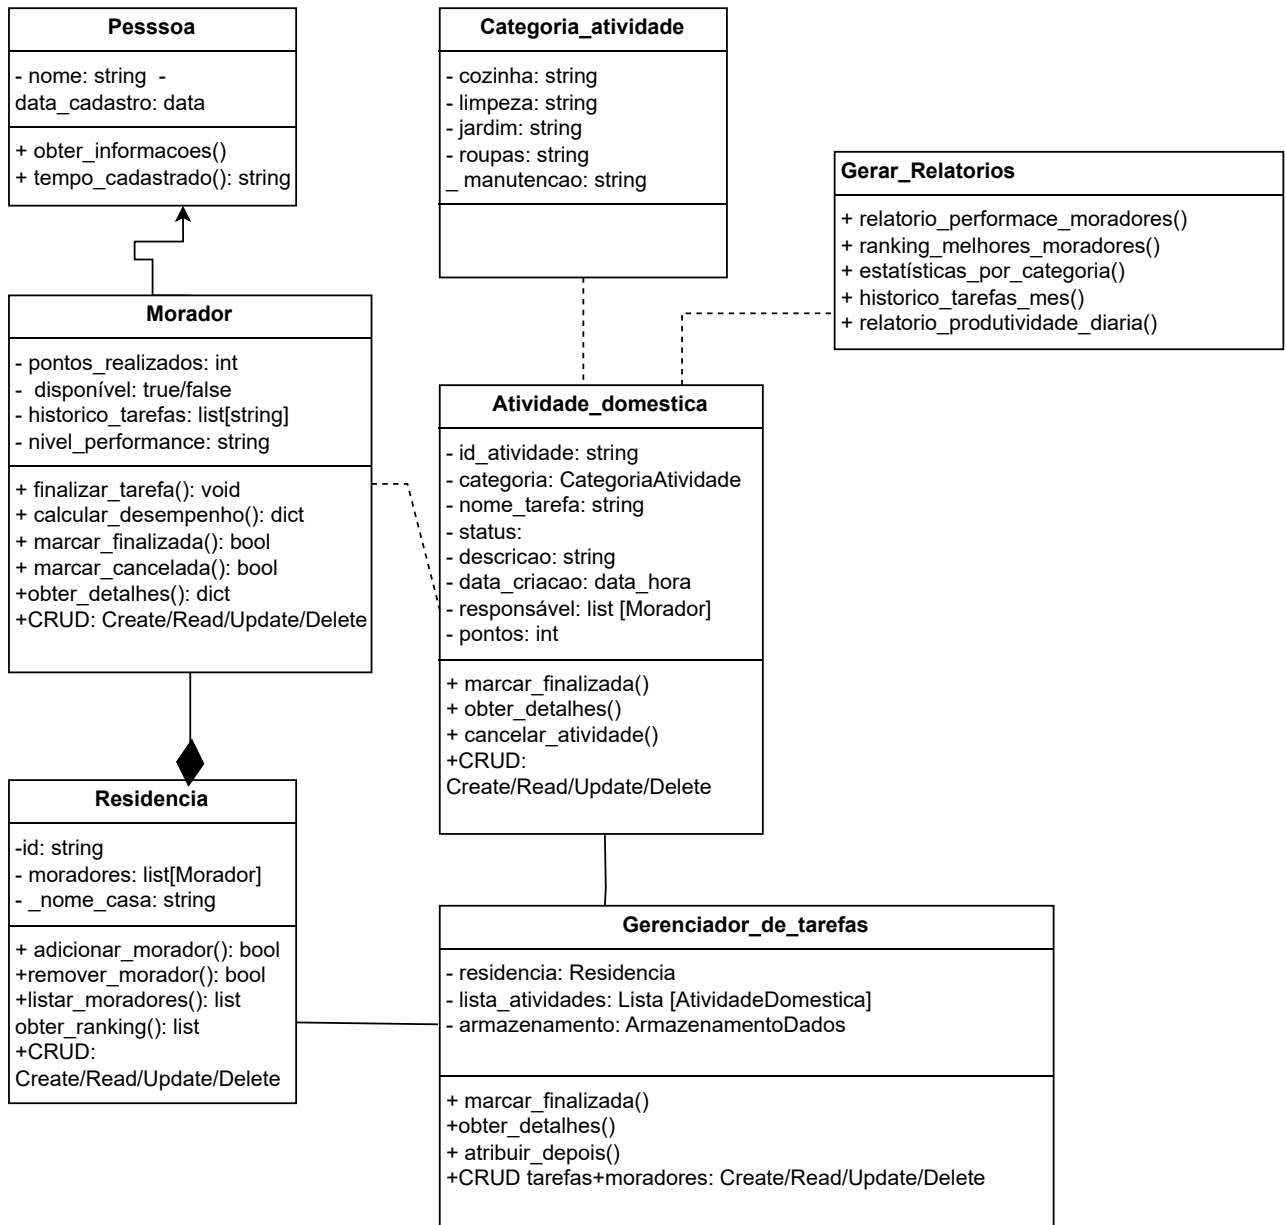 Pesssoa
- nome: string  -
data_cadastro: data
+ obter_informacoes()
+ tempo_cadastrado(): string
Categoria_atividade
- cozinha: string
- limpeza: string
- jardim: string
- roupas: string
_ manutencao: string
Gerar_Relatorios
+ relatorio_performace_moradores()
+ ranking_melhores_moradores()
+ estatísticas_por_categoria()
+ historico_tarefas_mes()
+ relatorio_produtividade_diaria()
Morador
- pontos_realizados: int
-  disponível: true/false
- historico_tarefas: list[string]
- nivel_performance: string
+ finalizar_tarefa(): void
+ calcular_desempenho(): dict
+ marcar_finalizada(): bool
+ marcar_cancelada(): bool
+obter_detalhes(): dict
+CRUD: Create/Read/Update/Delete
Atividade_domestica
- id_atividade: string
- categoria: CategoriaAtividade
- nome_tarefa: string
- status:
- descricao: string
- data_criacao: data_hora
- responsável: list [Morador]
- pontos: int
+ marcar_finalizada()
+ obter_detalhes()
+ cancelar_atividade()
+CRUD:
Create/Read/Update/Delete
Residencia
-id: string
- moradores: list[Morador]
- _nome_casa: string
+ adicionar_morador(): bool
+remover_morador(): bool
+listar_moradores(): list
obter_ranking(): list
+CRUD:
Create/Read/Update/Delete
Gerenciador_de_tarefas
- residencia: Residencia
- lista_atividades: Lista [AtividadeDomestica]
- armazenamento: ArmazenamentoDados
+ marcar_finalizada()
+obter_detalhes()
+ atribuir_depois()
+CRUD tarefas+moradores: Create/Read/Update/Delete